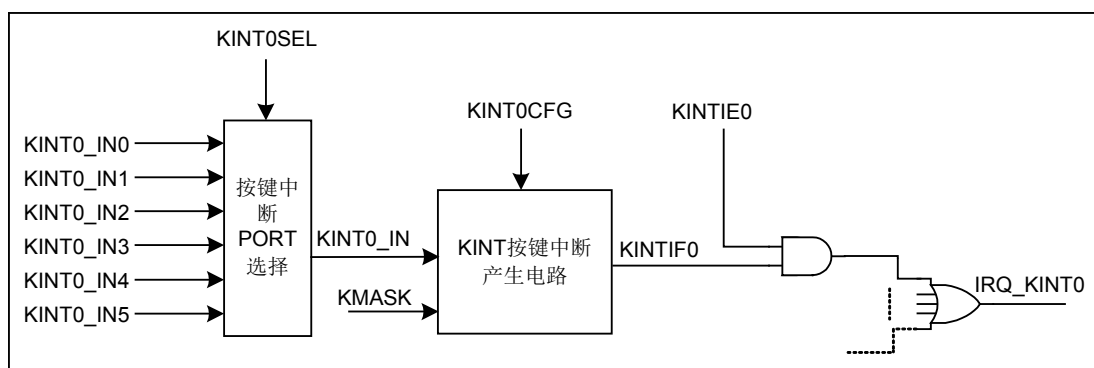 KINT0SEL
KINT0CFG
KINTIE0
KINT0_IN0
KINT0_IN1
KINT0_IN2
KINT0_IN3
KINT0_IN4
KINT0_IN5
按键中
断
PORT
选择
KINT0_IN
KMASK
KINT按键中断
产生电路
KINTIF0
IRQ_KINT0